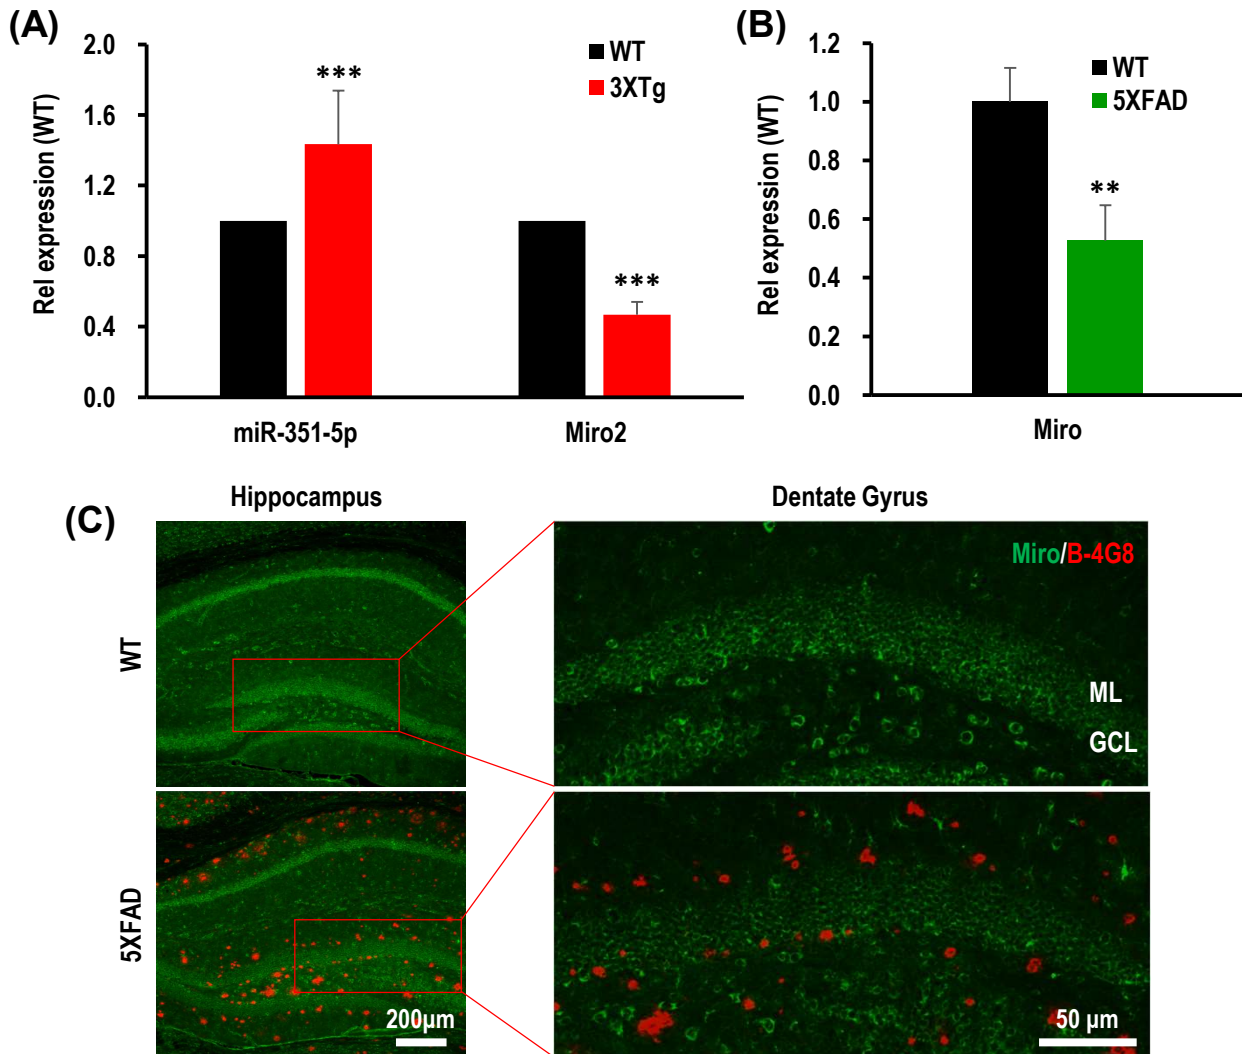 (A)
2.0
1.6
1.2
0.8
0.4
0.0
Rel expression (WT)
WT
3XTg
***
***
miR-351-5p
Miro2
(B)
1.2
1.0
0.8
0.6
0.4
0.2
0.0
Rel expression (WT)
WT
5XFAD
**
Miro
(C)
Hippocampus
Dentate Gyrus
WT
Miro/B-4G8
ML
GCL
5XFAD
200µm
50 µm